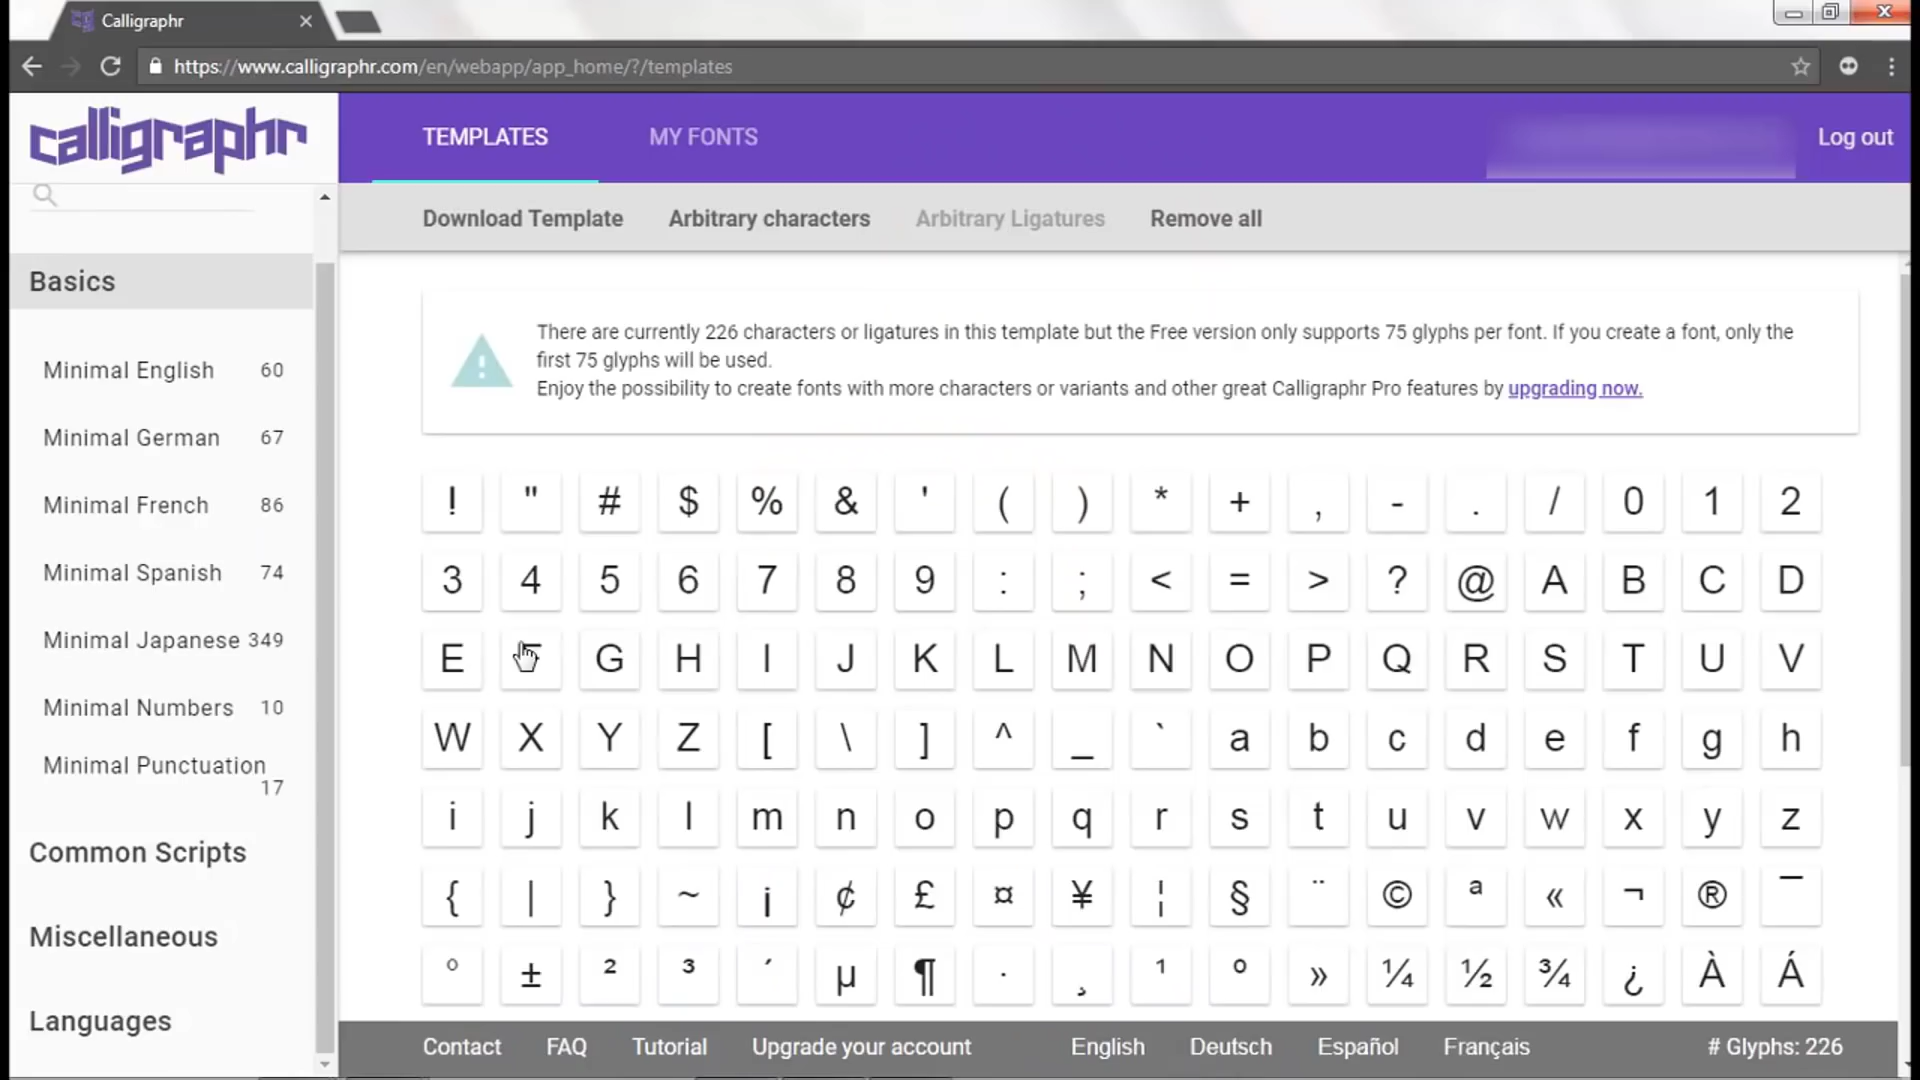 Calligraphr
https://www.calligraphr.com/en/webapp/app_home/?/templates
calligraphr
TEMPLATES MY FONTS Log out
Download Template Arbitrary characters Arbitrary Ligatures Remove all
Basics
Minimal English 60
Minimal German 67
Minimal French 86
Minimal Spanish 74
Minimal Japanese 349
Minimal Numbers 10
Minimal Punctuation 17
Common Scripts
Miscellaneous
Languages
There are currently 226 characters or ligatures in this template but the Free version only supports 75 glyphs per font. If you create a font, only the
first 75 glyphs will be used.
Enjoy the possibility to create fonts with more characters or variants and other great Calligraphr Pro features by upgrading now.
! " # $ % & ' ( ) * + , - . / 0 1 2
3 4 5 6 7 8 9 : ; < = > ? @ A B C D
E G H I J K L M N O P Q R S T U V
W X Y Z [ \ ] ^ _ ` a b c d e f g h
i j k l m n o p q r s t u v w x y z
{ | } ~ ¡ ¢ £ ¤ ¥ ¦ § ¨ © ª « ¬ ® ¯
° ± ² ³ ´ µ ¶ · ¸ ¹ º » ¼ ½ ¾ ¿ À Á
Contact FAQ Tutorial Upgrade your account English Deutsch Español Français # Glyphs: 226